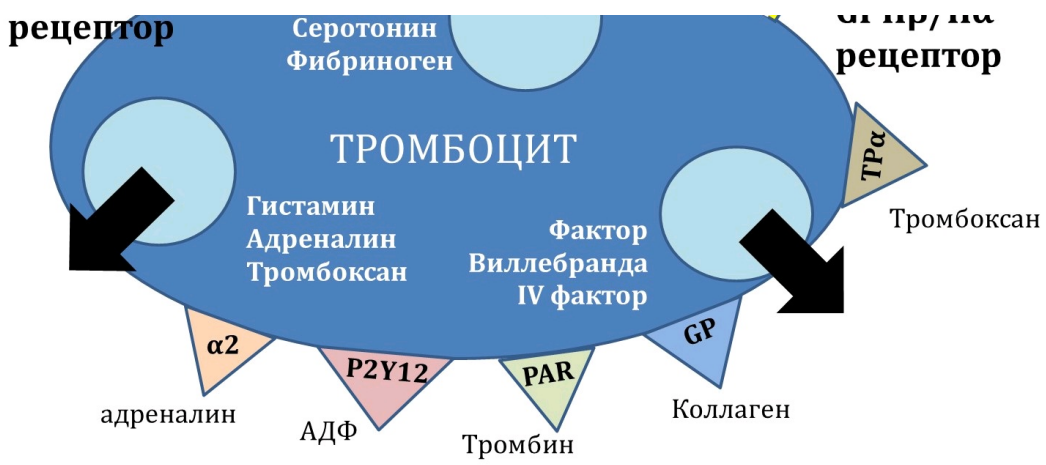 рецептор
Серотонин
Фибриноген
рецептор
ТРОМБОЦИТ
TPα
Тромбоксан
Гистамин
Адреналин
Тромбоксан
Фактор
Виллебранда
IV фактор
α2
P2Y12
PAR
GP
адреналин
АДФ
Тромбин
Коллаген